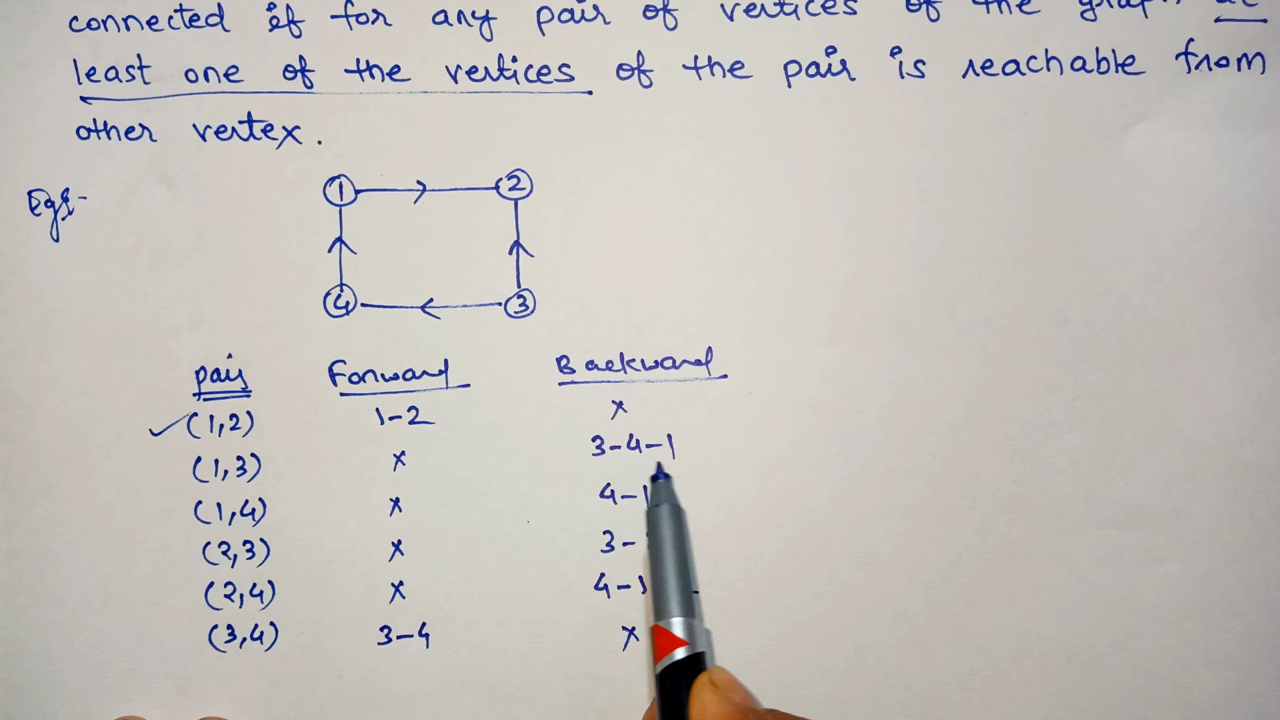 connected if for any pair of vertices of the graph at
least one of the vertices of the pair is reachable from
other vertex.
Egs-
1 2
4 3
pair Forward Backward
(1,2) 1-2 x
(1,3) x 3-4-1
(1,4) x 4-1
(2,3) x 3-
(2,4) x 4-1
(3,4) 3-4 x